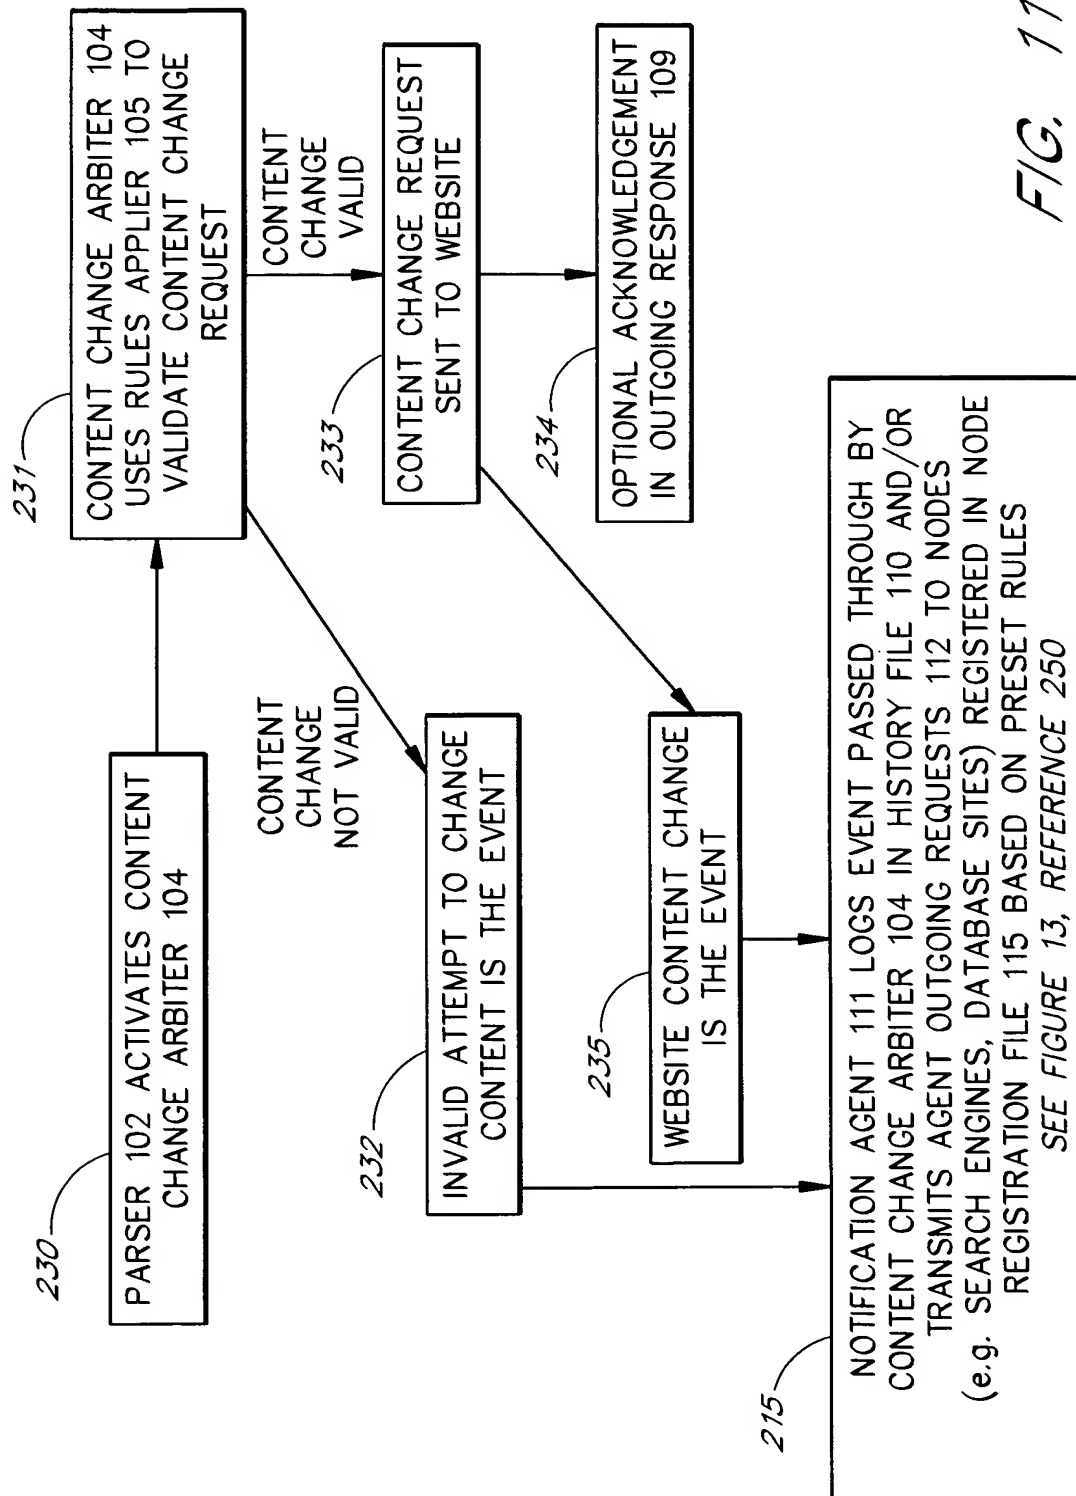 230
PARSER 102 ACTIVATES CONTENT
CHANGE ARBITER 104
231
CONTENT CHANGE ARBITER 104
USES RULES APPLIER 105 TO
VALIDATE CONTENT CHANGE
REQUEST
CONTENT
CHANGE
NOT VALID
CONTENT
CHANGE
VALID
232
INVALID ATTEMPT TO CHANGE
CONTENT IS THE EVENT
233
CONTENT CHANGE REQUEST
SENT TO WEBSITE
234
OPTIONAL ACKNOWLEDGEMENT
IN OUTGOING RESPONSE 109
235
WEBSITE CONTENT CHANGE
IS THE EVENT
215
NOTIFICATION AGENT 111 LOGS EVENT PASSED THROUGH BY
CONTENT CHANGE ARBITER 104 IN HISTORY FILE 110 AND/OR
TRANSMITS AGENT OUTGOING REQUESTS 112 TO NODES
(e.g. SEARCH ENGINES, DATABASE SITES) REGISTERED IN NODE
REGISTRATION FILE 115 BASED ON PRESET RULES
SEE FIGURE 13, REFERENCE 250
FIG. 11